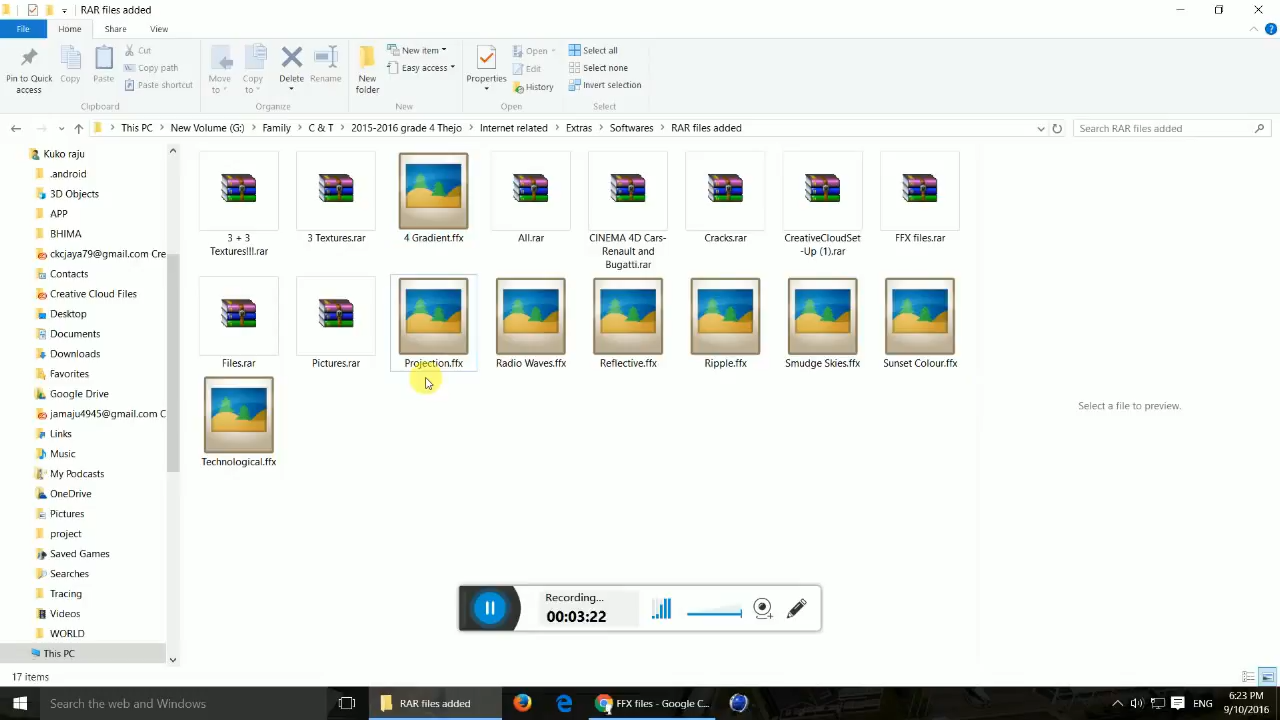 RAR files added
File
Home
Share
View
Pin to Quick
access
Copy
Paste
Cut
Copy path
Paste shortcut
Clipboard
Move
to
Copy
to
Delete
Rename
Organize
New
folder
New item
Easy access
New
Properties
Open
Edit
History
Open
Select all
Select none
Invert selection
Select
This PC > New Volume (G:) > Family > C & T > 2015-2016 grade 4 Thejo > Internet related > Extras > Softwares > RAR files added
Search RAR files added
Kuko raju
.android
3D Objects
APP
BHIMA
ckcjaya79@gmail.com Cre
Contacts
Creative Cloud Files
Desktop
Documents
Downloads
Favorites
Google Drive
jamaju4945@gmail.com C
Links
Music
My Podcasts
OneDrive
Pictures
project
Saved Games
Searches
Tracing
Videos
WORLD
This PC
3 + 3
Textures!!!.rar
3 Textures.rar
4 Gradient.ffx
All.rar
CINEMA 4D Cars-
Renault and
Bugatti.rar
Cracks.rar
CreativeCloudSet
-Up (1).rar
FFX files.rar
Files.rar
Pictures.rar
Projection.ffx
Radio Waves.ffx
Reflective.ffx
Ripple.ffx
Smudge Skies.ffx
Sunset Colour.ffx
Technological.ffx
Select a file to preview.
Recording...
00:03:22
17 items
Search the web and Windows
RAR files added
FFX files - Google C...
ENG
6:23 PM
9/10/2016